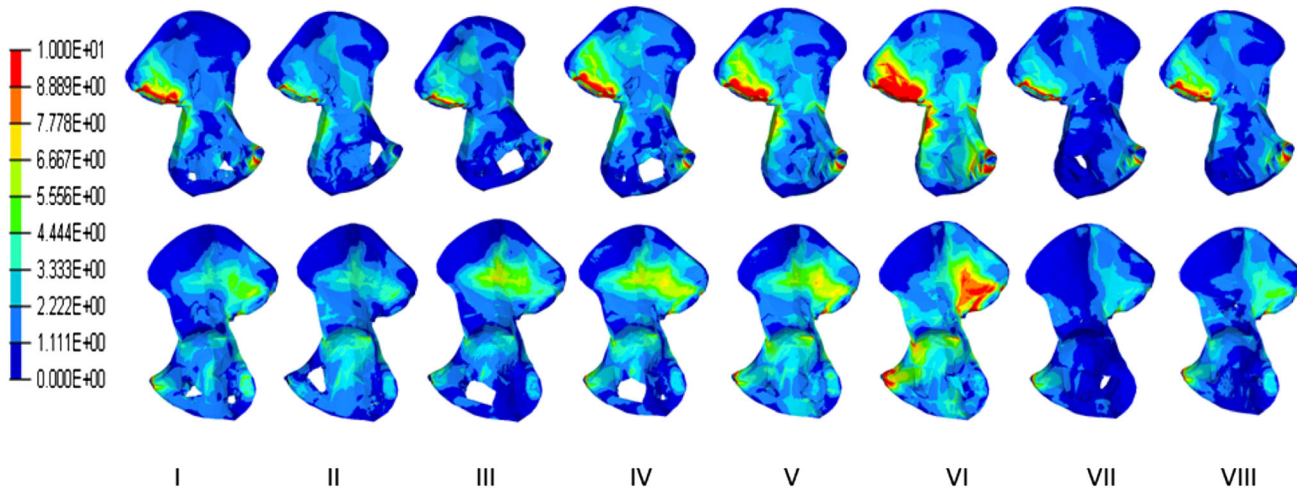 1.000E+01
8.889E+00
7.778E+00
6.667E+00
5.556E+00
4.444E+00
3.333E+00
2.222E+00
1.111E+00
0.000E+00
I II III IV V VI VII VIII